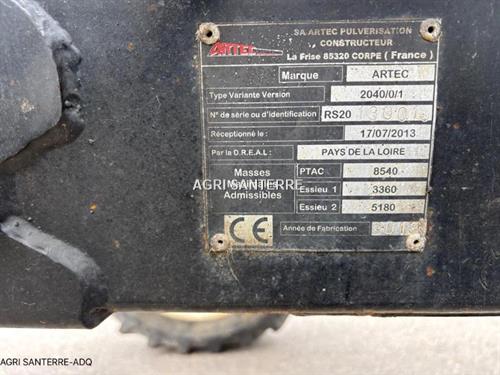 ARTEC
SA ARTEC PULVERISATION
CONSTRUCTEUR
La Frise 85320 CORPE ( France )
Marque ARTEC
Type Variante Version 2040/0/1
N° de série ou d'identification RS20
Réceptionné le : 17/07/2013
Par la D.R.E.A.L : PAYS DE LA LOIRE
Masses PTAC 8540
Essieu 1 3360
Admissibles Essieu 2 5180
CE Année de Fabrication
AGRI SANTERRE
AGRI SANTERRE-ADQ